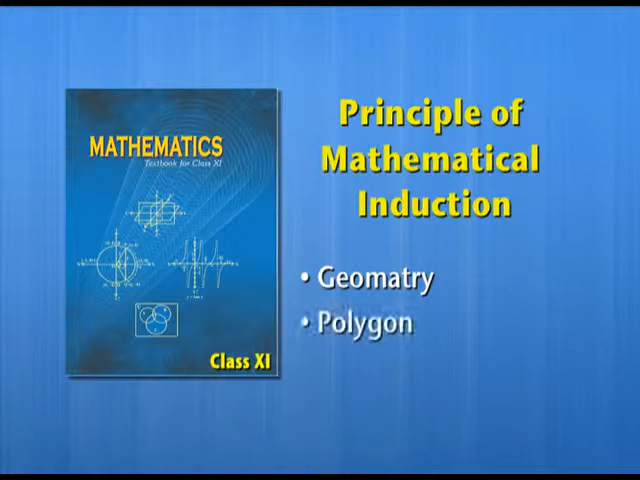 MATHEMATICS
Textbook for Class XI
Class XI
Principle of
Mathematical
Induction
• Geomatry
• Polygon